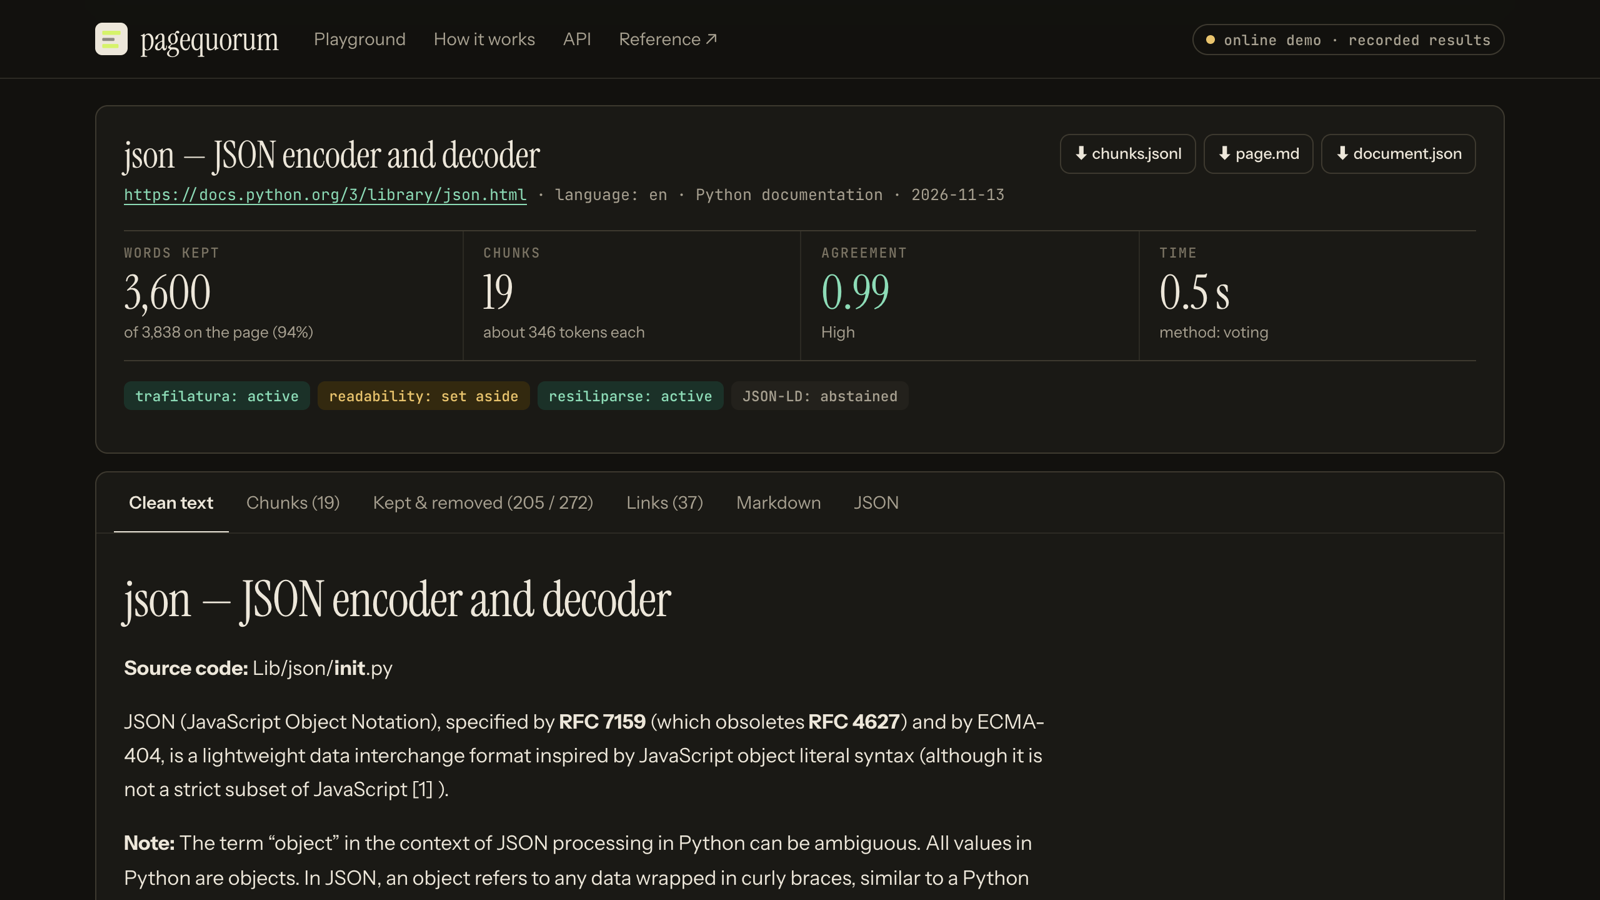 pagequorum Playground How it works API Reference ↗ online demo · recorded results
json — JSON encoder and decoder
⬇ chunks.jsonl ⬇ page.md ⬇ document.json
https://docs.python.org/3/library/json.html · language: en · Python documentation · 2026-11-13
WORDS KEPT
3,600
of 3,838 on the page (94%)
CHUNKS
19
about 346 tokens each
AGREEMENT
0.99
High
TIME
0.5 s
method: voting
trafilatura: active readability: set aside resiliparse: active JSON-LD: abstained
Clean text Chunks (19) Kept & removed (205 / 272) Links (37) Markdown JSON
json — JSON encoder and decoder
Source code: Lib/json/init.py
JSON (JavaScript Object Notation), specified by RFC 7159 (which obsoletes RFC 4627) and by ECMA-
404, is a lightweight data interchange format inspired by JavaScript object literal syntax (although it is
not a strict subset of JavaScript [1] ).
Note: The term “object” in the context of JSON processing in Python can be ambiguous. All values in
Python are objects. In JSON, an object refers to any data wrapped in curly braces, similar to a Python